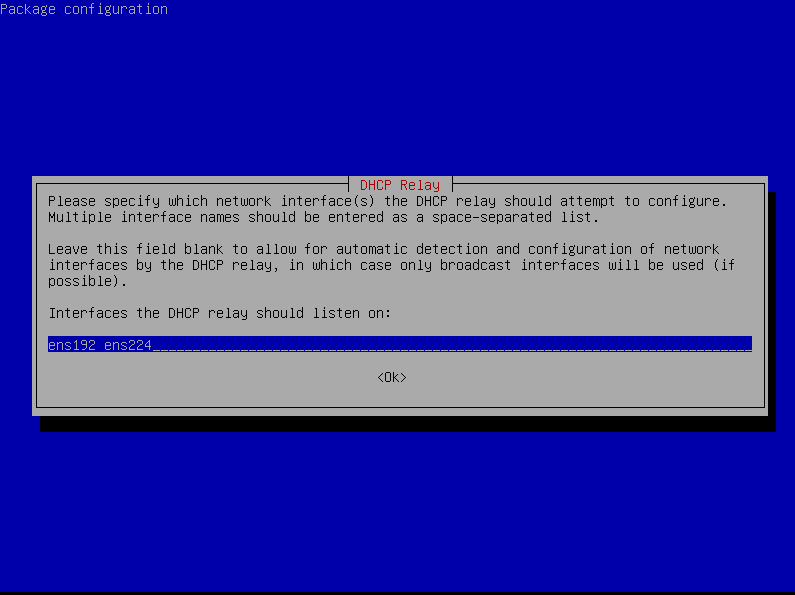 Package configuration
DHCP Relay
Please specify which network interface(s) the DHCP relay should attempt to configure.
Multiple interface names should be entered as a space-separated list.
Leave this field blank to allow for automatic detection and configuration of network
interfaces by the DHCP relay, in which case only broadcast interfaces will be used (if
possible).
Interfaces the DHCP relay should listen on:
ens192 ens224
<Ok>